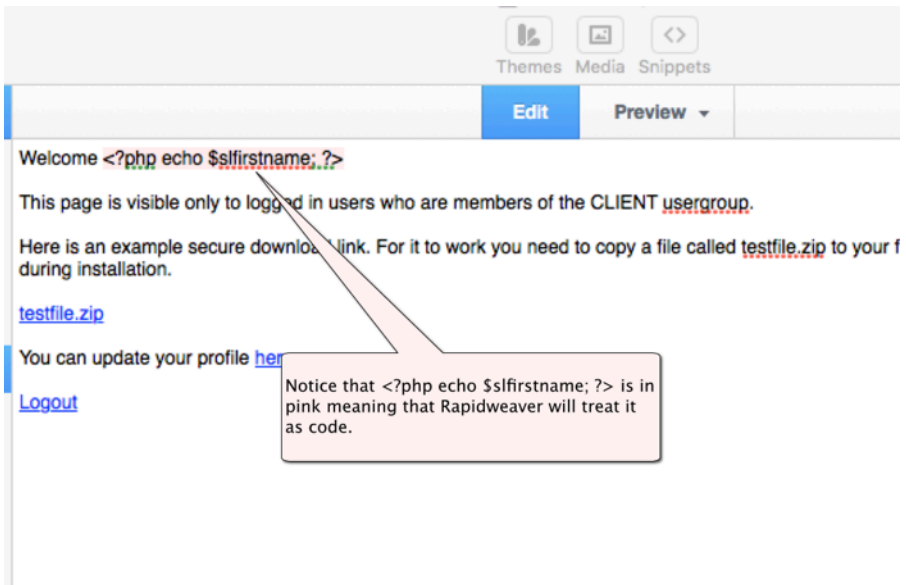 Themes Media Snippets
Edit Preview
Welcome <?php echo $slfirstname; ?>
This page is visible only to logged in users who are members of the CLIENT usergroup.
Here is an example secure download link. For it to work you need to copy a file called testfile.zip to your f
during installation.
testfile.zip
You can update your profile her
Logout
Notice that <?php echo $slfirstname; ?> is in
pink meaning that Rapidweaver will treat it
as code.